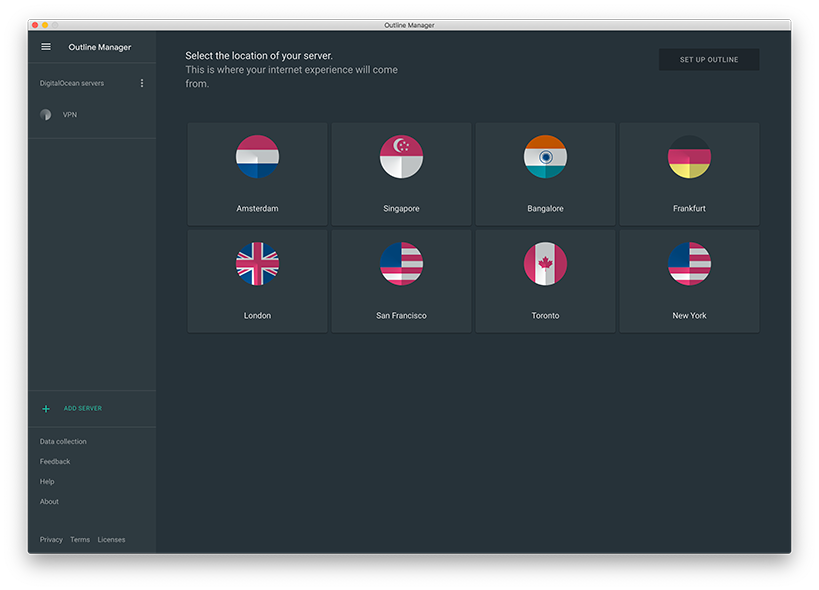 Outline Manager
Outline Manager
DigitalOcean servers
VPN
ADD SERVER
Data collection
Feedback
Help
About
Privacy Terms Licenses
Select the location of your server.
This is where your internet experience will come
from.
SET UP OUTLINE
Amsterdam
Singapore
Bangalore
Frankfurt
London
San Francisco
Toronto
New York